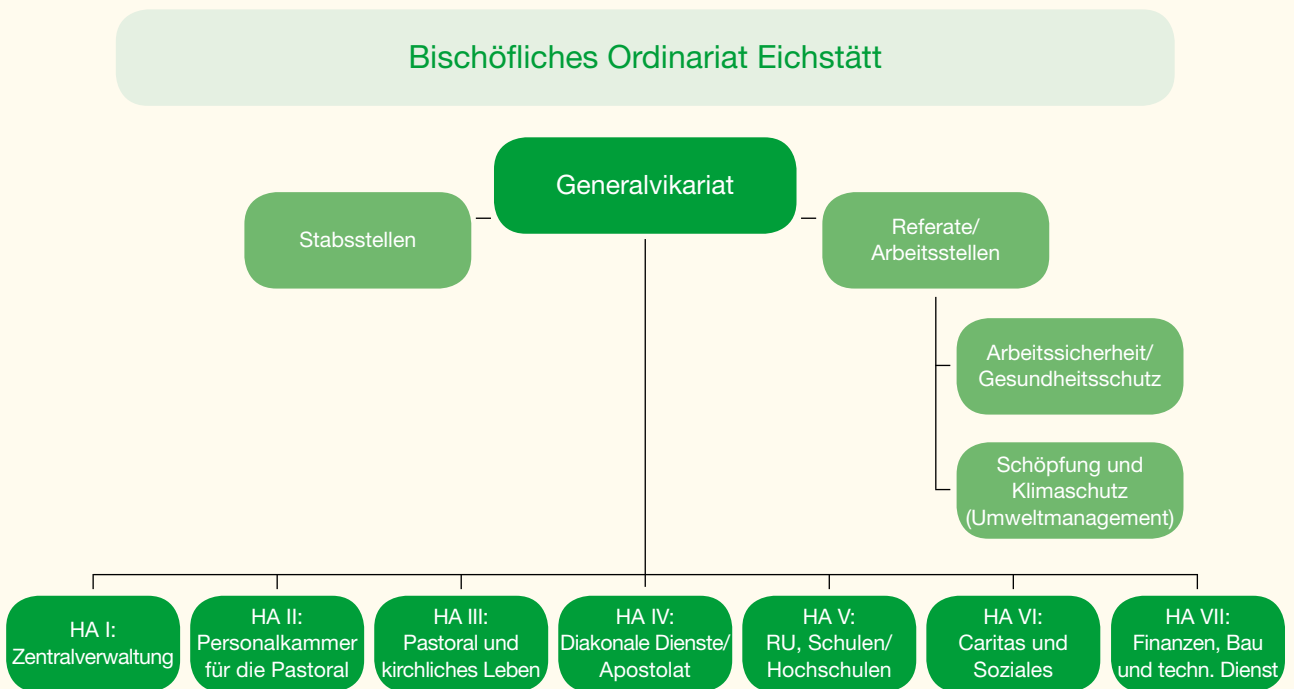 Bischöfliches Ordinariat Eichstätt
Generalvikariat
Stabsstellen
Referate/
Arbeitsstellen
Arbeitssicherheit/
Gesundheitsschutz
Schöpfung und
Klimaschutz
(Umweltmanagement)
HA I:
Zentralverwaltung
HA II:
Personalkammer
für die Pastoral
HA III:
Pastoral und
kirchliches Leben
HA IV:
Diakonale Dienste/
Apostolat
HA V:
RU, Schulen/
Hochschulen
HA VI:
Caritas und
Soziales
HA VII:
Finanzen, Bau
und techn. Dienst